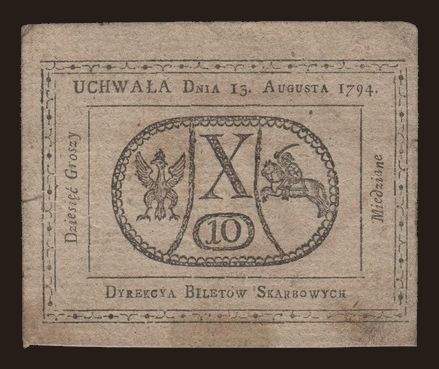 UCHWAŁA DNIA 13. AUGUSTA 1794.
Dziesięć Groszy
X
10
Miedziane
DYREKCYA BILETÓW SKARBOWYCH